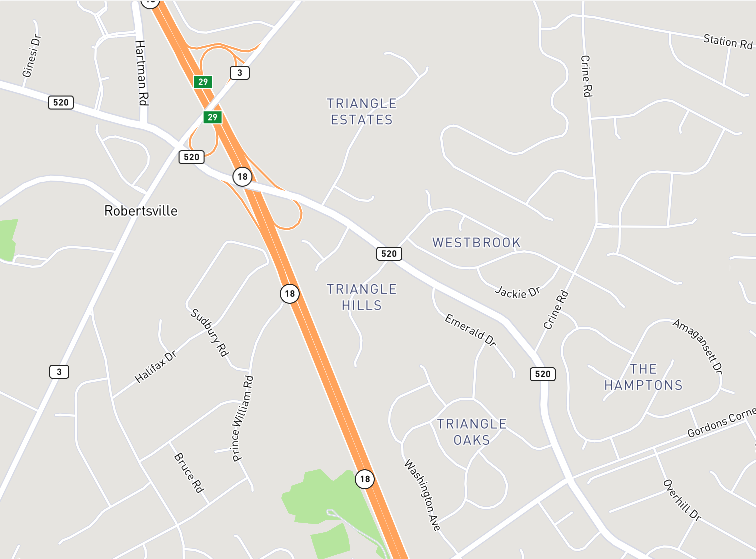 18
Ginesi Dr
Hartman Rd
Station Rd
3
29
Crine Rd
520
TRIANGLE
ESTATES
29
520
18
Robertsville
WESTBROOK
520
TRIANGLE
HILLS
18
Jackie Dr
Crine Rd
Sudbury Rd
Emerald Dr
Amagansett Dr
Halifax Dr
3
520
THE
HAMPTONS
Prince William Rd
TRIANGLE
OAKS
Gordons Corne
Bruce Rd
18
Washington Ave
Overhill Dr